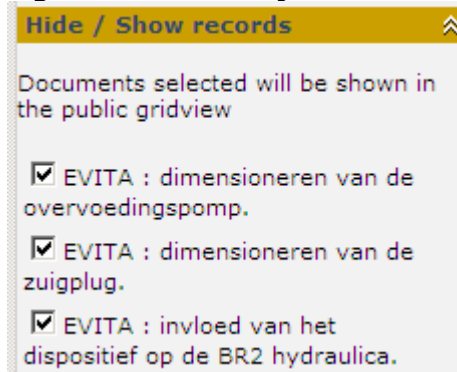 Hide / Show records
Documents selected will be shown in
the public gridview
EVITA : dimensioneren van de
overvoedingspomp.
EVITA : dimensioneren van de
zuigplug.
EVITA : invloed van het
dispositief op de BR2 hydraulica.